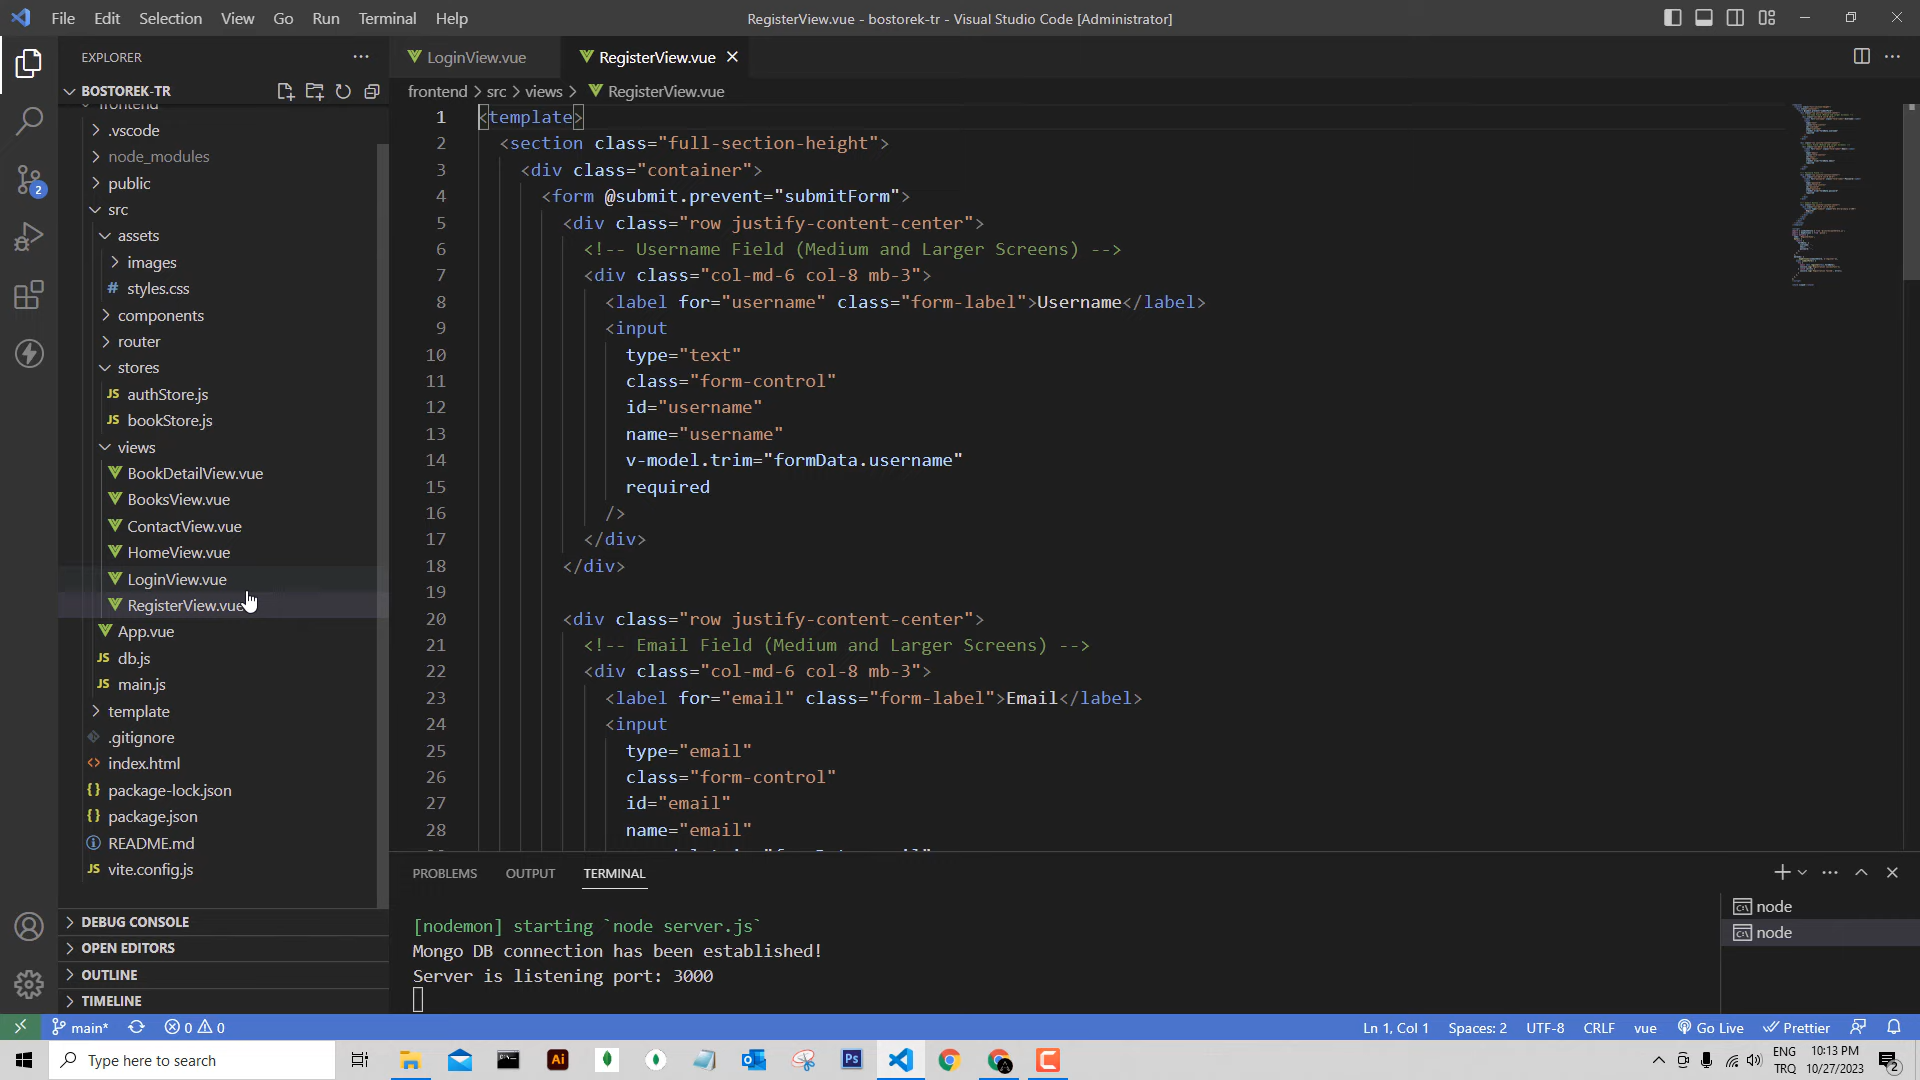 File Edit Selection View Go Run Terminal Help
RegisterView.vue - bostorek-tr - Visual Studio Code [Administrator]
EXPLORER
BOSTOREK-TR
frontend
.vscode
node_modules
public
src
assets
images
# styles.css
components
router
stores
JS authStore.js
JS bookStore.js
views
BookDetailView.vue
BooksView.vue
ContactView.vue
HomeView.vue
LoginView.vue
RegisterView.vue
App.vue
JS db.js
JS main.js
template
.gitignore
<> index.html
{} package-lock.json
{} package.json
README.md
JS vite.config.js
DEBUG CONSOLE
OPEN EDITORS
OUTLINE
TIMELINE
2
LoginView.vue
RegisterView.vue
frontend > src > views > RegisterView.vue
1 <template>
2 <section class="full-section-height">
3 <div class="container">
4 <form @submit.prevent="submitForm">
5 <div class="row justify-content-center">
6 <!-- Username Field (Medium and Larger Screens) -->
7 <div class="col-md-6 col-8 mb-3">
8 <label for="username" class="form-label">Username</label>
9 <input
10 type="text"
11 class="form-control"
12 id="username"
13 name="username"
14 v-model.trim="formData.username"
15 required
16 />
17 </div>
18 </div>
19
20 <div class="row justify-content-center">
21 <!-- Email Field (Medium and Larger Screens) -->
22 <div class="col-md-6 col-8 mb-3">
23 <label for="email" class="form-label">Email</label>
24 <input
25 type="email"
26 class="form-control"
27 id="email"
28 name="email"
PROBLEMS OUTPUT TERMINAL
[nodemon] starting `node server.js`
Mongo DB connection has been established!
Server is listening port: 3000
node
node
main* 0 0
Ln 1, Col 1 Spaces: 2 UTF-8 CRLF vue Go Live Prettier
Type here to search
Ai
Ps
ENG
TRQ
10:13 PM
10/27/2023
2